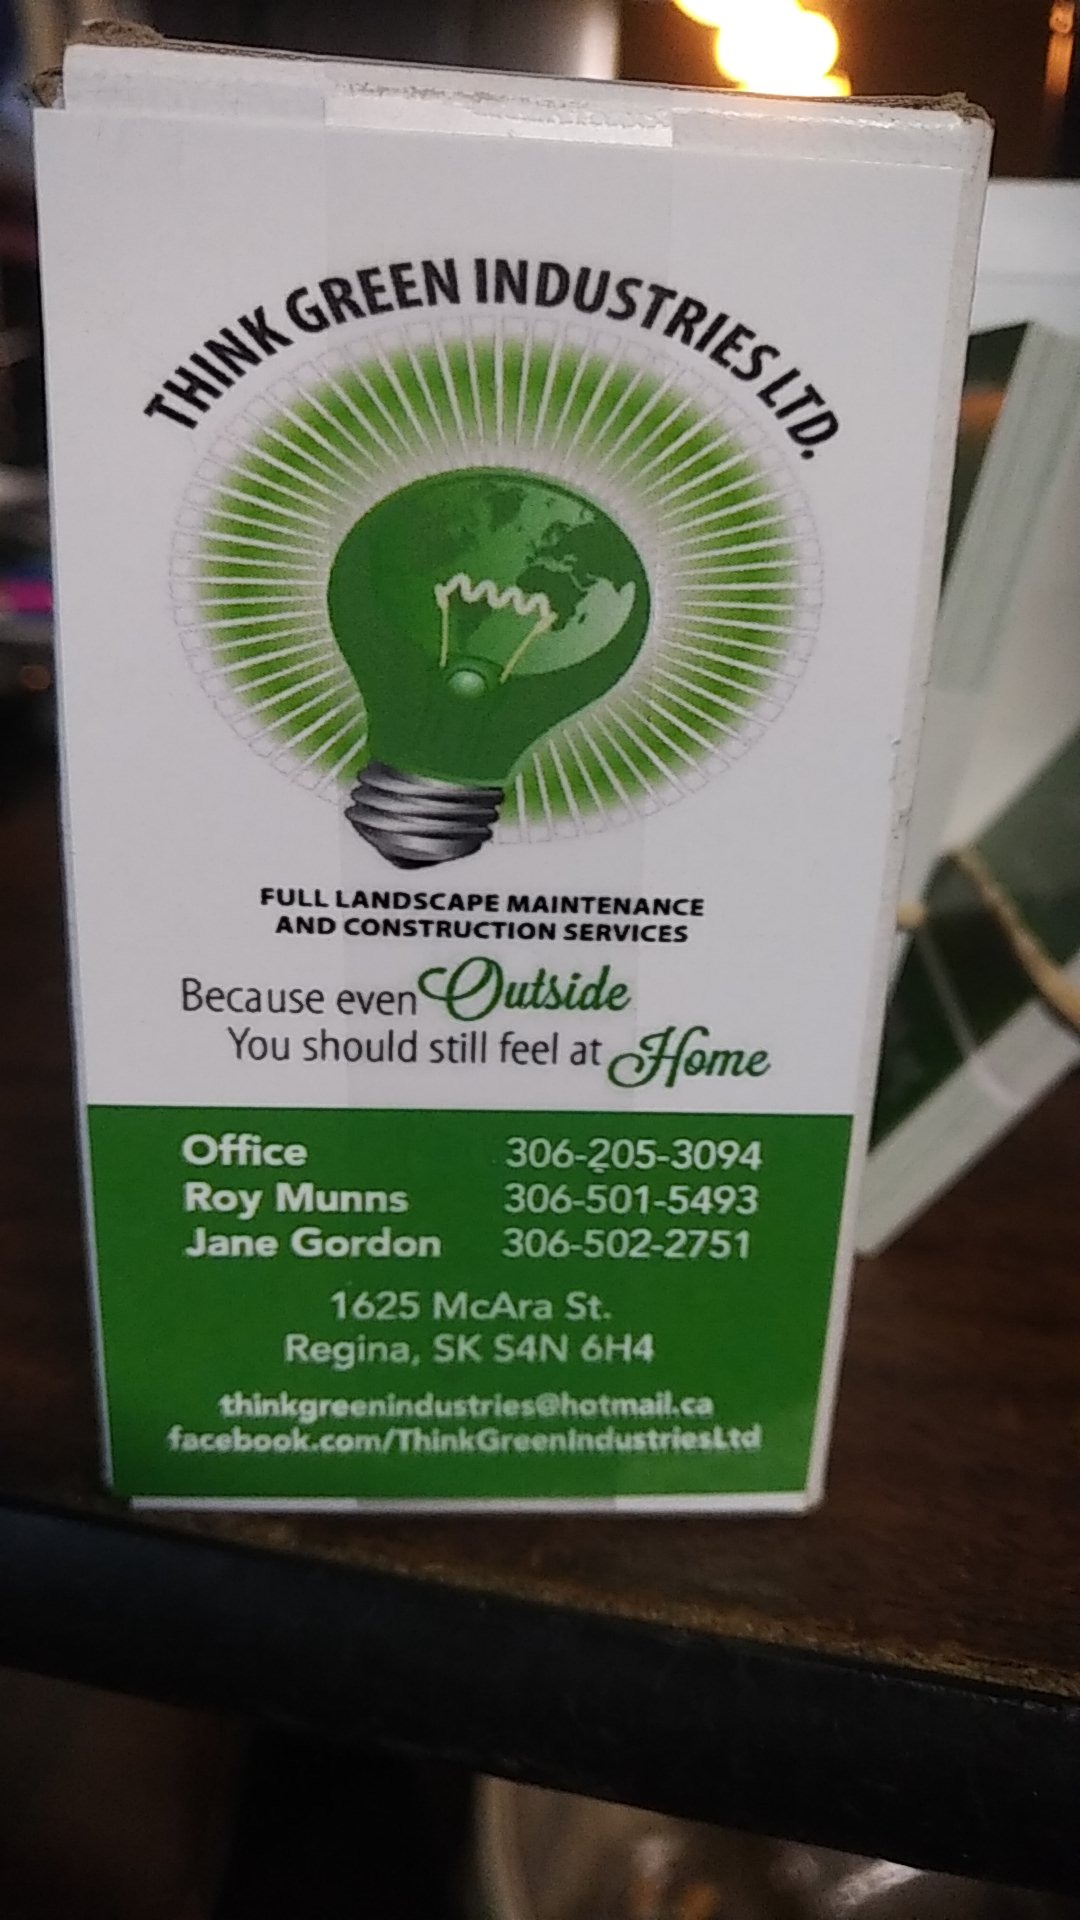 THINK GREEN INDUSTRIES LTD.
FULL LANDSCAPE MAINTENANCE
AND CONSTRUCTION SERVICES
Because even Outside
You should still feel at Home
Office 306-205-3094
Roy Munns 306-501-5493
Jane Gordon 306-502-2751
1625 McAra St.
Regina, SK S4N 6H4
thinkgreenindustries@hotmail.ca
facebook.com/ThinkGreenIndustriesLtd